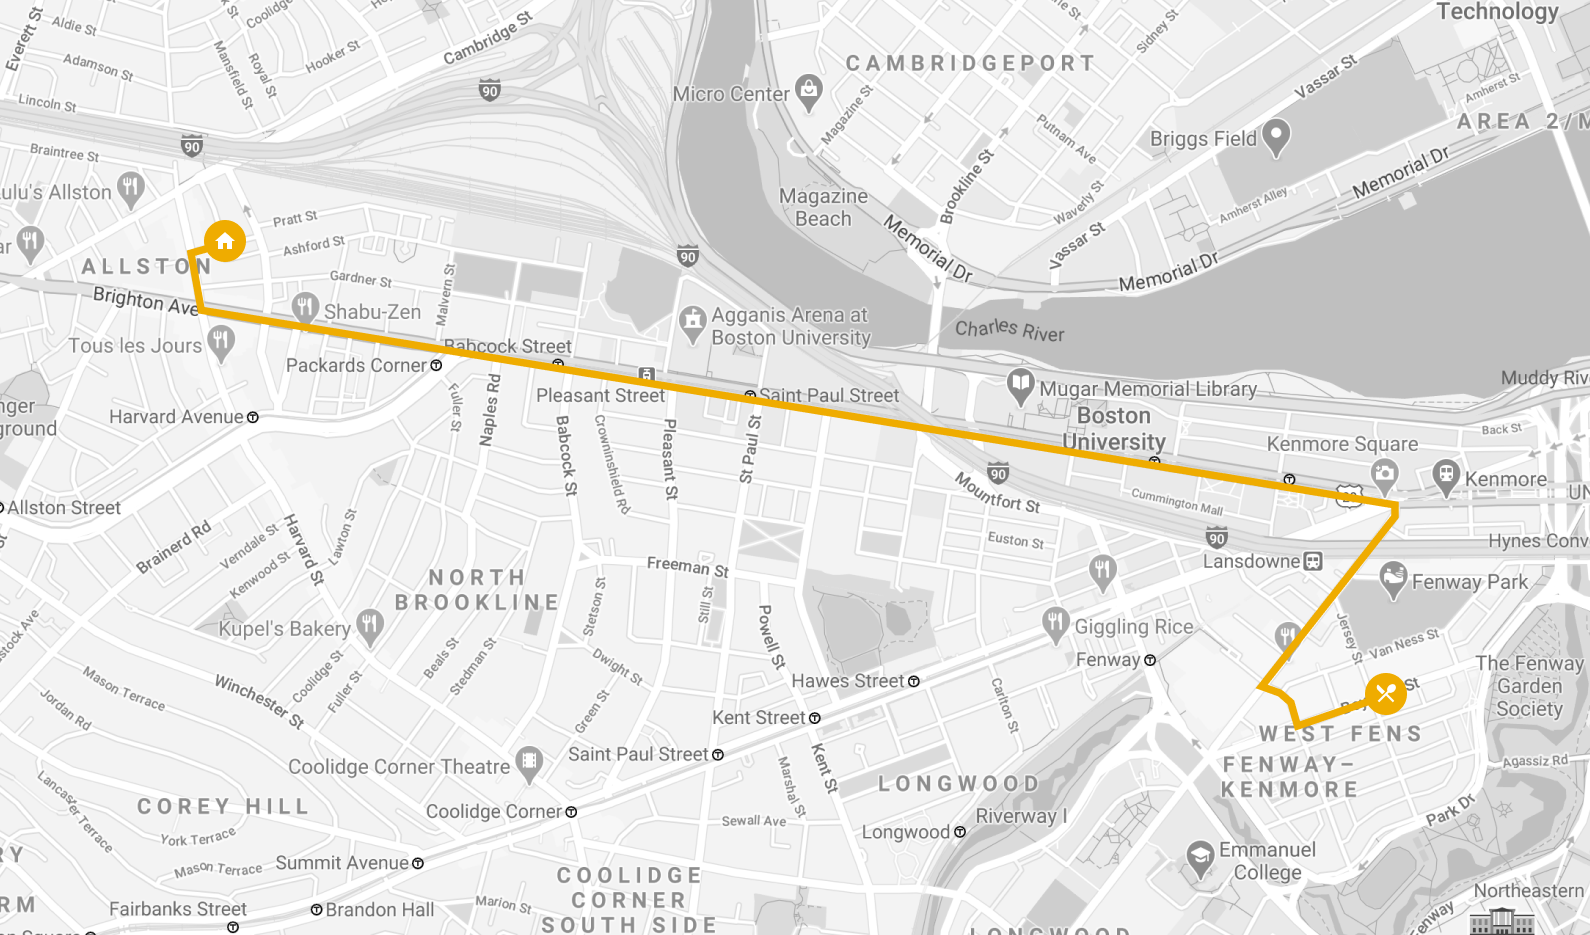 Technology
Everett St
Aldie St
Coolidge
Mansfield St
Royal St
Hooker St
Adamson St
Cambridge St
Sidney St
CAMBRIDGEPORT
Vassar St
Amherst St
Micro Center
Magazine St
90
Lincoln St
AREA 2/M
Putnam Ave
Briggs Field
90
Braintree St
Brookline St
Memorial Dr
ulu's Allston
Magazine
Beach
Waverly St
Amherst Alley
Pratt St
Ashford St
Memorial Dr
Vassar St
Memorial Dr
90
ALLSTON
Gardner St
Malvern St
Brighton Ave
Shabu-Zen
Agganis Arena at
Boston University
Charles River
Tous les Jours
Babcock Street
Packards Corner
Muddy Riv
Pleasant Street
Saint Paul Street
Mugar Memorial Library
Fuller St
Naples Rd
nger
ground
Harvard Avenue
Boston
University
Back St
Babcock St
Crowninshield Rd
Pleasant St
St Paul St
Kenmore Square
90
Kenmore
Mountfort St
Cummington Mall
UN
Allston Street
Brainerd Rd
Harvard St
Lawton St
Verndale St
Kenwood St
Euston St
90
Hynes Conv
Lansdowne
Freeman St
NORTH
BROOKLINE
Fenway Park
Stetson St
Still St
Powell St
Kupel's Bakery
Giggling Rice
Jersey St
Van Ness St
stock Ave
Beals St
Stedman St
Coolidge St
Fuller St
Dwight St
Fenway
The Fenway
Garden
Society
Mason Terrace
Winchester St
Hawes Street
Carlton St
Jordan Rd
Green St
Kent Street
WEST FENS
Saint Paul Street
Kent St
Marshal St
FENWAY–
KENMORE
Agassiz Rd
Coolidge Corner Theatre
LONGWOOD
Lancaster Terrace
COREY HILL
Coolidge Corner
Sewall Ave
Riverway I
Park Dr
York Terrace
Longwood
Summit Avenue
Mason Terrace
Emmanuel
College
COOLIDGE
CORNER
SOUTH SIDE
Northeastern
Fairbanks Street
Brandon Hall
Marion St
Fenway
LONGWOOD